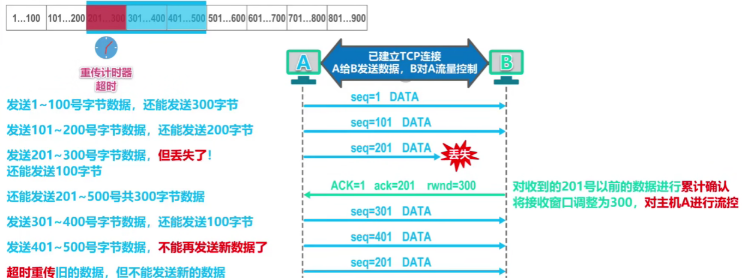 1…100 101…200 201…300 301…400 401…500 501…600 601…700 701…800 801…900
重传计时器
超时
A
已建立TCP连接
A给B发送数据，B对A流量控制
B
发送1~100号字节数据，还能发送300字节
seq=1 DATA
发送101~200号字节数据，还能发送200字节
seq=101 DATA
发送201~300号字节数据，但丢失了！
还能发送100字节
seq=201 DATA
丢失
还能发送201~500号共300字节数据
ACK=1 ack=201 rwnd=300
对收到的201号以前的数据进行累计确认
将接收窗口调整为300，对主机A进行流控
发送301~400号字节数据，还能发送100字节
seq=301 DATA
发送401~500号字节数据，不能再发送新数据了
seq=401 DATA
超时重传旧的数据，但不能发送新的数据
seq=201 DATA